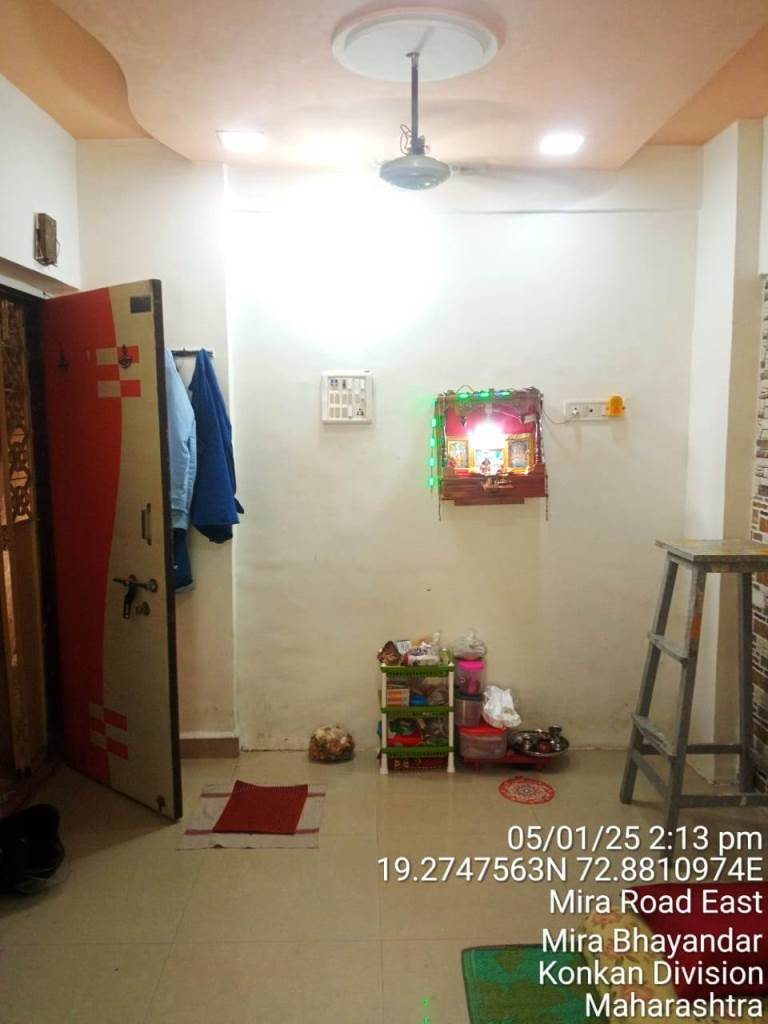 05/01/25 2:13 pm
19.2747563N 72.8810974E
Mira Road East
Mira Bhayandar
Konkan Division
Maharashtra